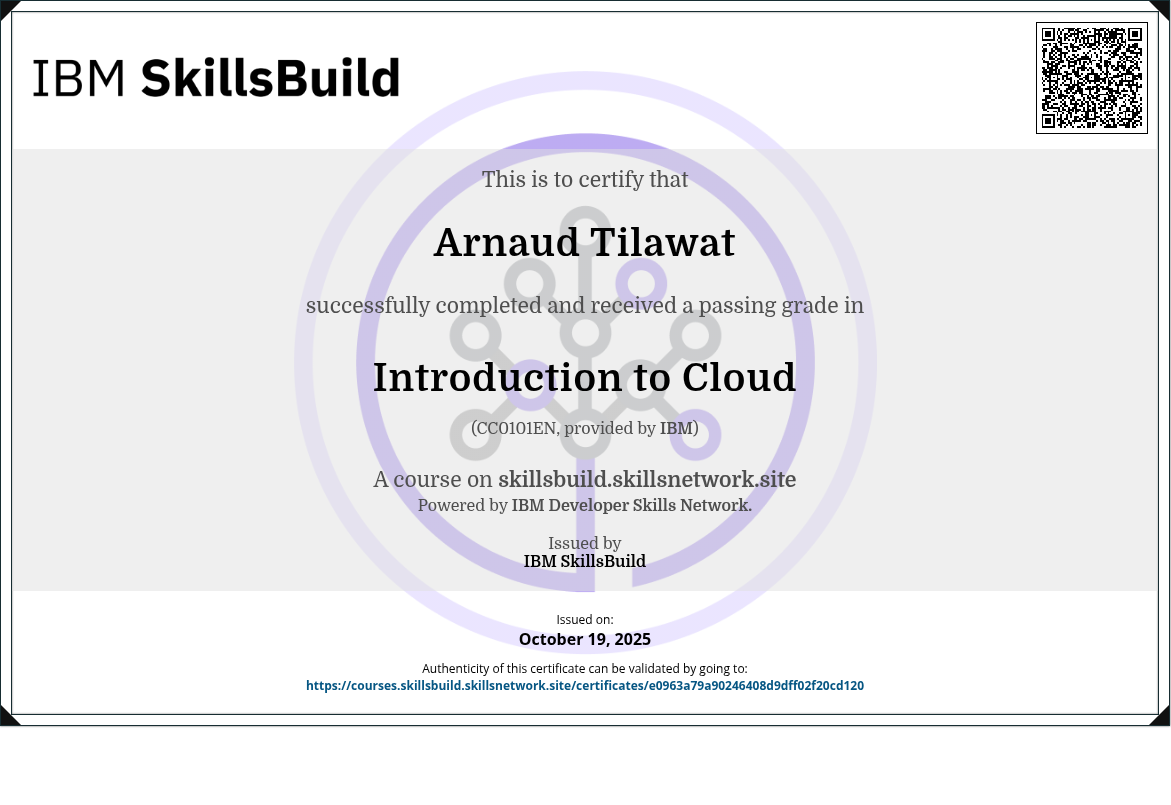 IBM SkillsBuild
This is to certify that
Arnaud Tilawat
successfully completed and received a passing grade in
Introduction to Cloud
(CC0101EN, provided by IBM)
A course on skillsbuild.skillsnetwork.site
Powered by IBM Developer Skills Network.
Issued by
IBM SkillsBuild
Issued on:
October 19, 2025
Authenticity of this certificate can be validated by going to:
https://courses.skillsbuild.skillsnetwork.site/certificates/e0963a79a90246408d9dff02f20cd120